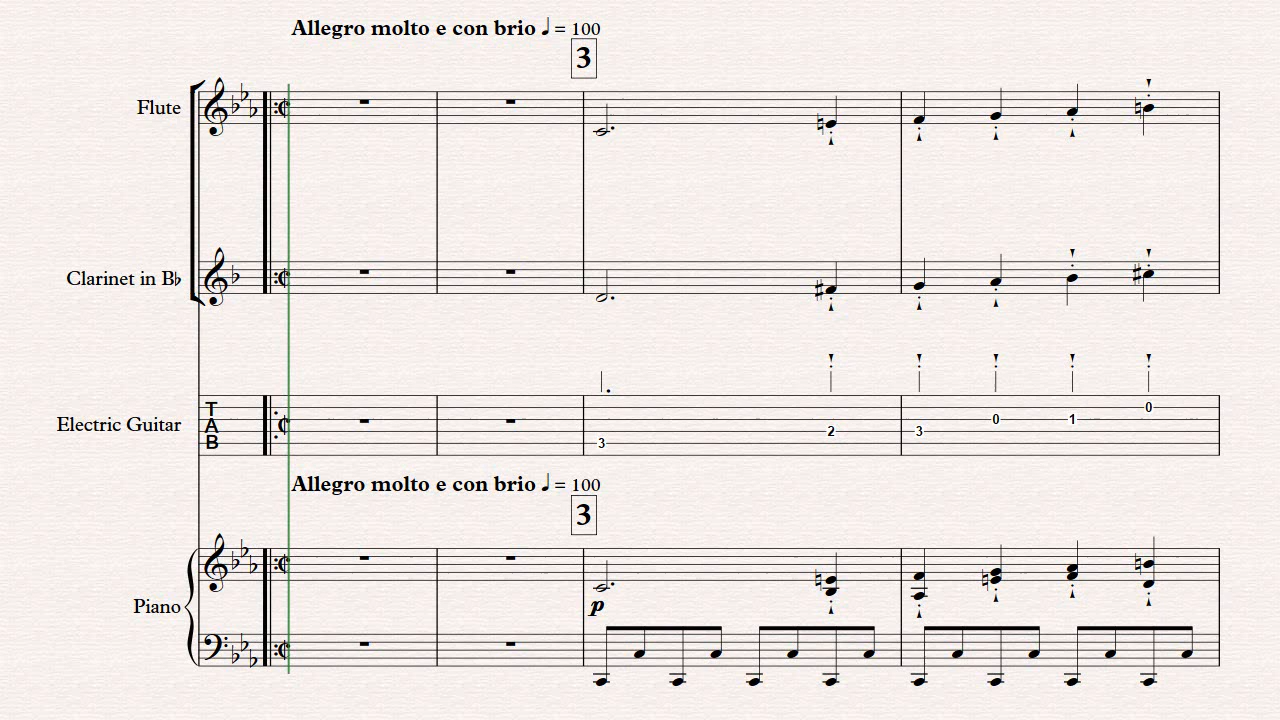 Allegro molto e con brio ♩ = 100
3
Flute
Clarinet in B♭
Electric Guitar
T
A
B
3 2 3 0 1 0
Allegro molto e con brio ♩ = 100
3
Piano
p